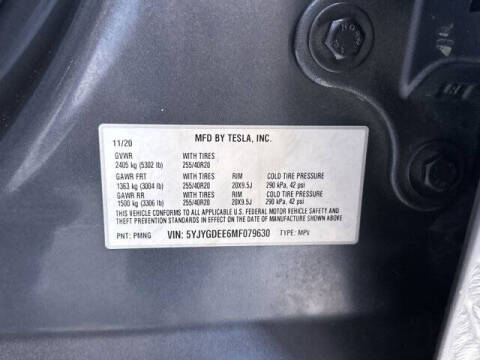 MFD BY TESLA, INC.
11/20
GVWR WITH TIRES
2405 kg (5302 lb) 255/40R20
GAWR FRT WITH TIRES RIM COLD TIRE PRESSURE
1363 kg (3004 lb) 255/40R20 20X9.5J 290 kPa, 42 psi
GAWR RR WITH TIRES RIM COLD TIRE PRESSURE
1500 kg (3306 lb) 255/40R20 20X9.5J 290 kPa, 42 psi
THIS VEHICLE CONFORMS TO ALL APPLICABLE U.S. FEDERAL MOTOR VEHICLE SAFETY AND
THEFT PREVENTION STANDARDS IN EFFECT ON THE DATE OF MANUFACTURE SHOWN ABOVE
PNT: PMNG VIN: 5YJYGDEE6MF079630 TYPE: MPV